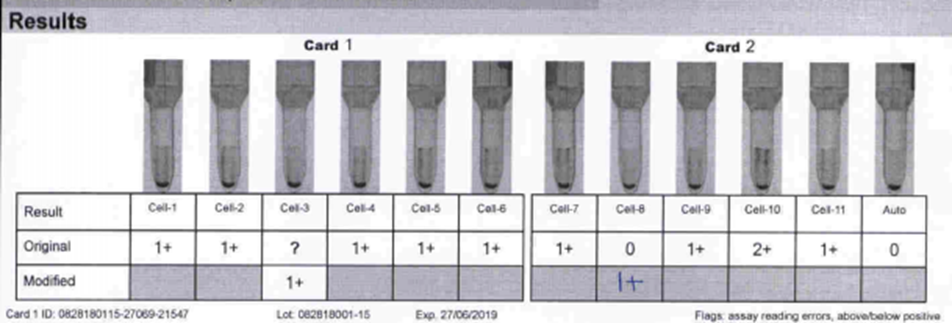 Results
Card 1 Card 2
Result Cell-1 Cell-2 Cell-3 Cell-4 Cell-5 Cell-6 Cell-7 Cell-8 Cell-9 Cell-10 Cell-11 Auto
Original 1+ 1+ ? 1+ 1+ 1+ 1+ 0 1+ 2+ 1+ 0
Modified 1+ 1+
Card 1 ID: 0828180115-27069-21547 Lot: 082818001-15 Exp. 27/06/2019 Flags: assay reading errors, above/below positive